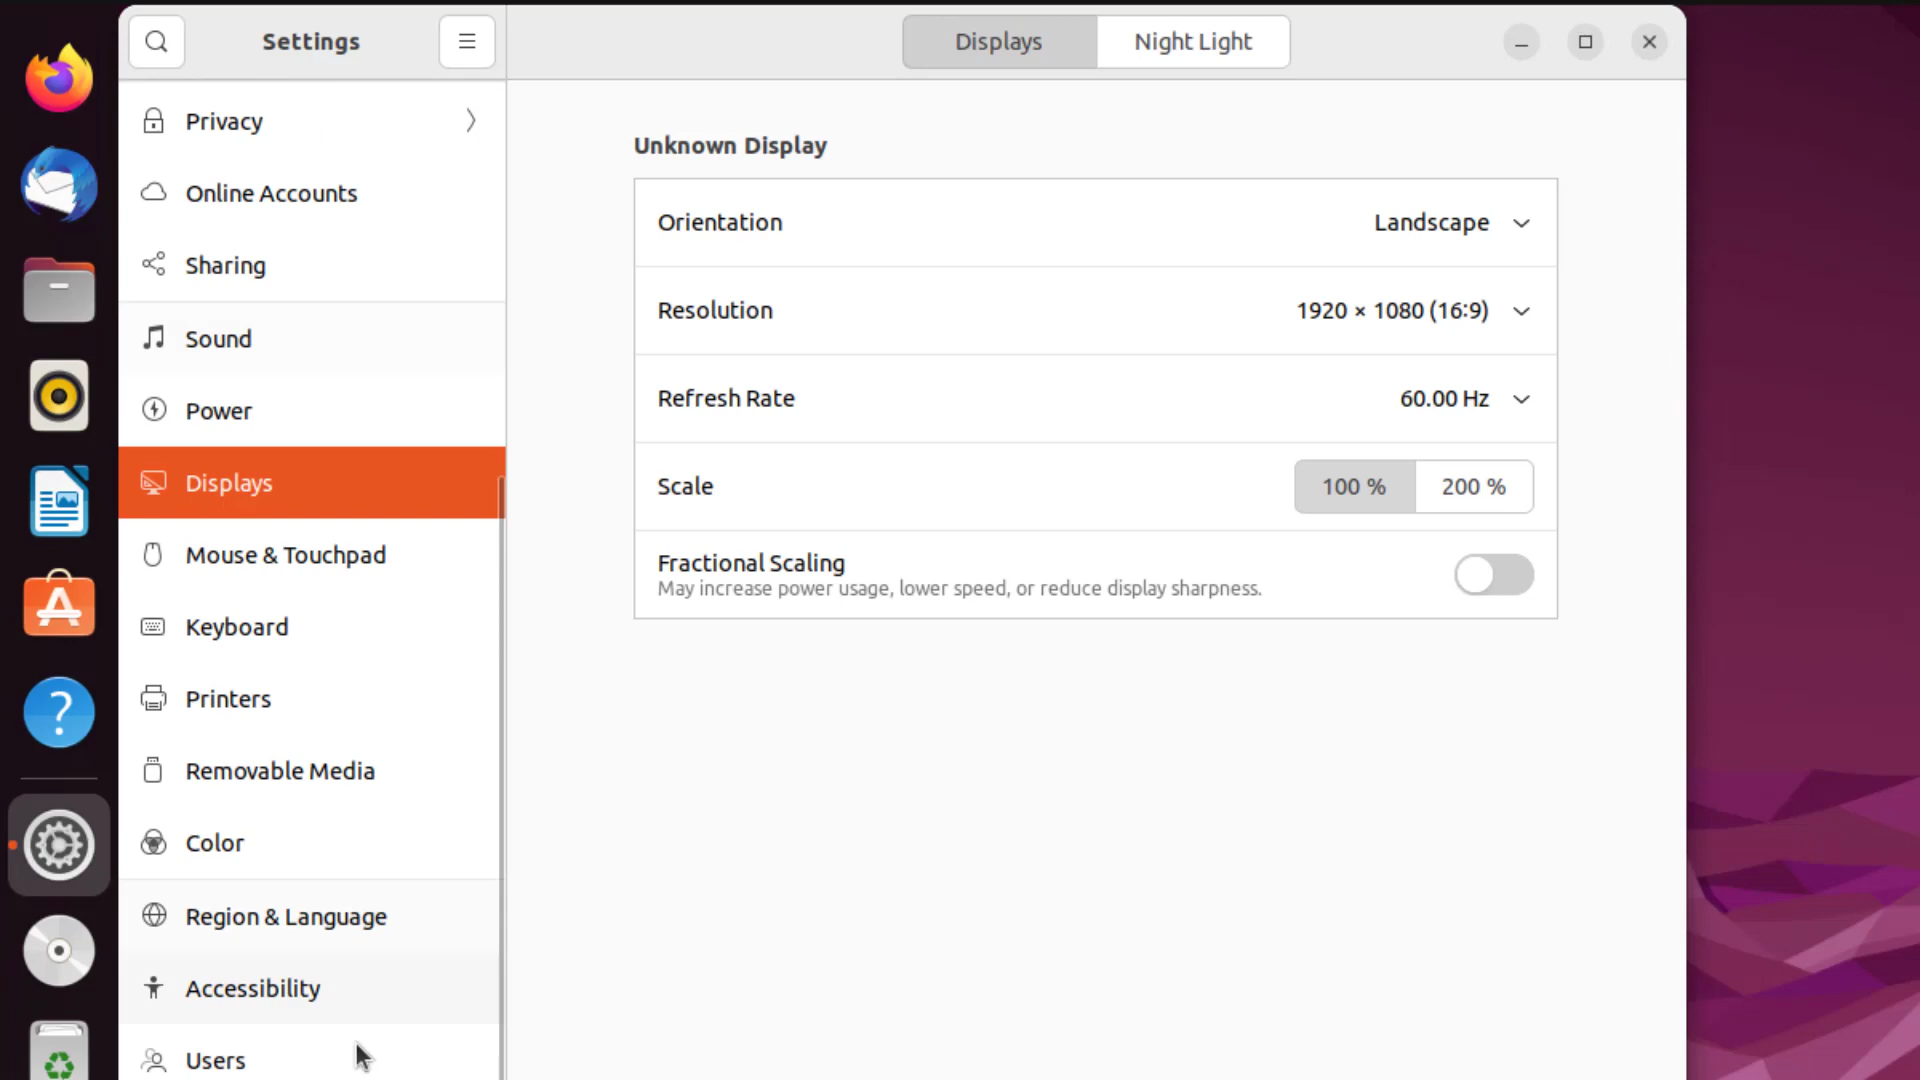 Settings
Displays
Night Light
Privacy
Online Accounts
Sharing
Sound
Power
Displays
Mouse & Touchpad
Keyboard
Printers
Removable Media
Color
Region & Language
Accessibility
Users
Unknown Display
Orientation
Landscape
Resolution
1920 × 1080 (16:9)
Refresh Rate
60.00 Hz
Scale
100 %
200 %
Fractional Scaling
May increase power usage, lower speed, or reduce display sharpness.